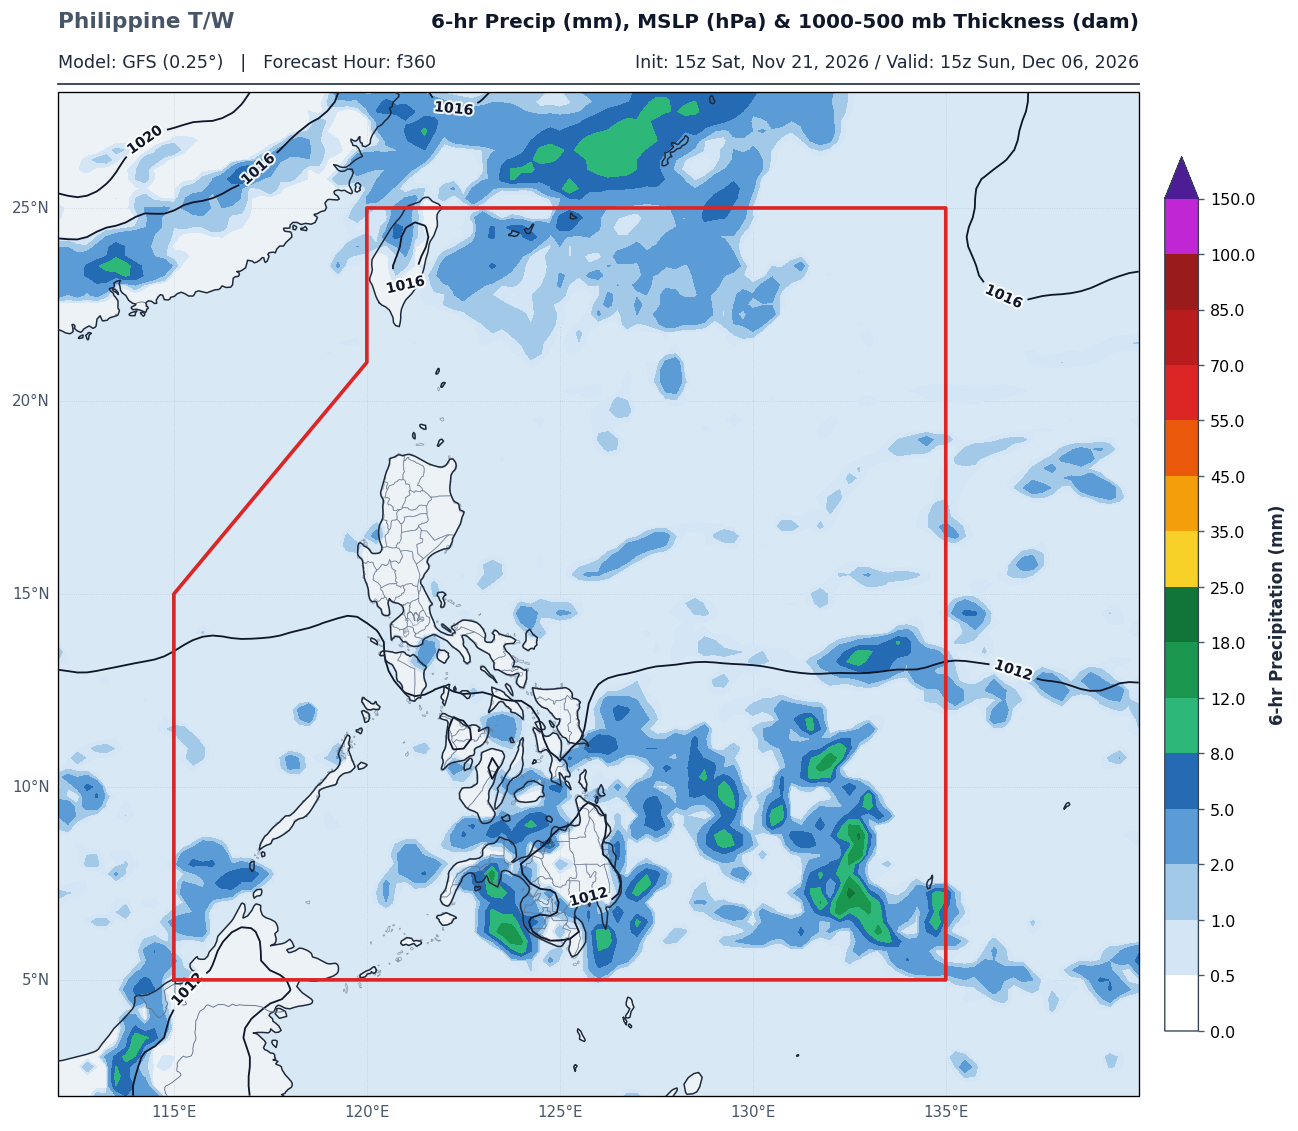 Philippine T/W
6-hr Precip (mm), MSLP (hPa) & 1000-500 mb Thickness (dam)
Model: GFS (0.25°) | Forecast Hour: f360
Init: 15z Sat, Nov 21, 2026 / Valid: 15z Sun, Dec 06, 2026
1020
1016
1016
1016
1016
1012
1012
1012
25°N
20°N
15°N
10°N
5°N
115°E
120°E
125°E
130°E
135°E
150.0
100.0
85.0
70.0
55.0
45.0
35.0
25.0
18.0
12.0
8.0
5.0
2.0
1.0
0.5
0.0
6-hr Precipitation (mm)